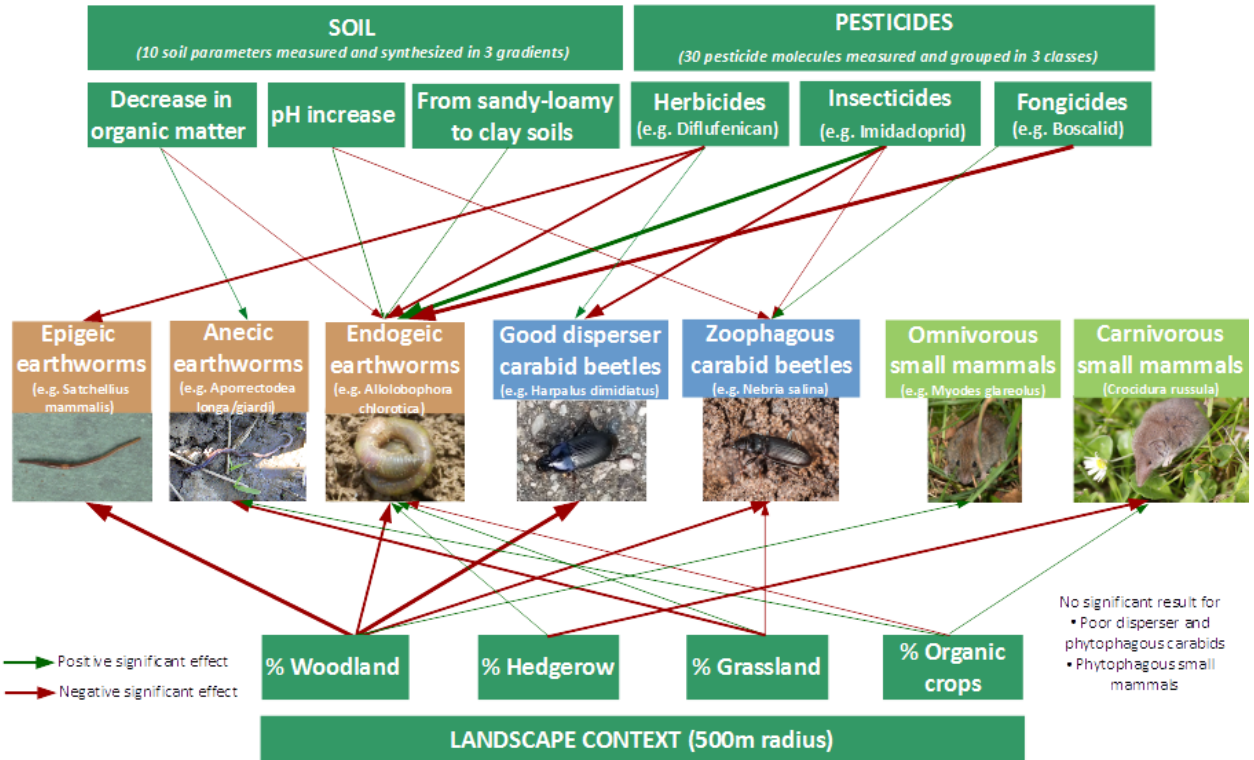 SOIL
(10 soil parameters measured and synthesized in 3 gradients)
PESTICIDES
(30 pesticide molecules measured and grouped in 3 classes)
Decrease in
organic matter
pH increase
From sandy-loamy
to clay soils
Herbicides
(e.g. Diflufenican)
Insecticides
(e.g. Imidadoprid)
Fongicides
(e.g. Boscalid)
Epigeic
earthworms
(e.g. Satchellius
mammalis)
Anecic
earthworms
(e.g. Aporrectodea
longa/giardi)
Endogeic
earthworms
(e.g. Allolobophora
chlorotica)
Good disperser
carabid beetles
(e.g. Harpalus dimidiatus)
Zoophagous
carabid beetles
(e.g. Nebria salina)
Omnivorous
small mammals
(e.g. Myodes glareolus)
Carnivorous
small mammals
(Crocidura russula)
Positive significant effect
Negative significant effect
% Woodland
% Hedgerow
% Grassland
% Organic
crops
No significant result for
• Poor disperser and
phytophagous carabids
• Phytophagous small
mammals
LANDSCAPE CONTEXT (500m radius)